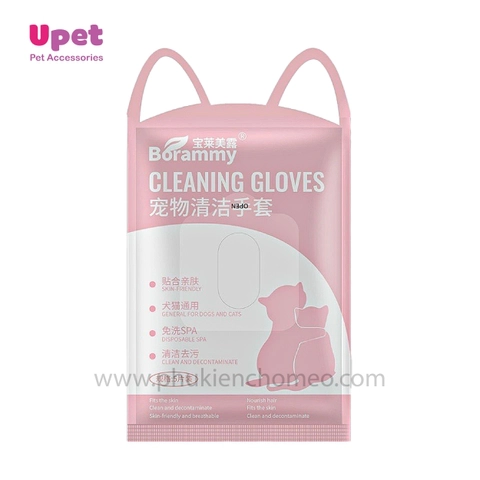 Upet
Pet Accessories
宝莱美露®
Borammy
CLEANING GLOVES
宠物清洁手套
OPEN
贴合亲肤
SKIN FRIENDLY
犬猫通用
GENERAL FOR DOGS AND CATS
免洗SPA
DISPOSABLE SPA
清洁去污
CLEAN AND DECONTAMINATE
www.phukienchomeo.com
Fits the skin
Clean and decontaminate
Skin-friendly and breathable
Nourish hair
Fits the skin
Clean and decontaminate